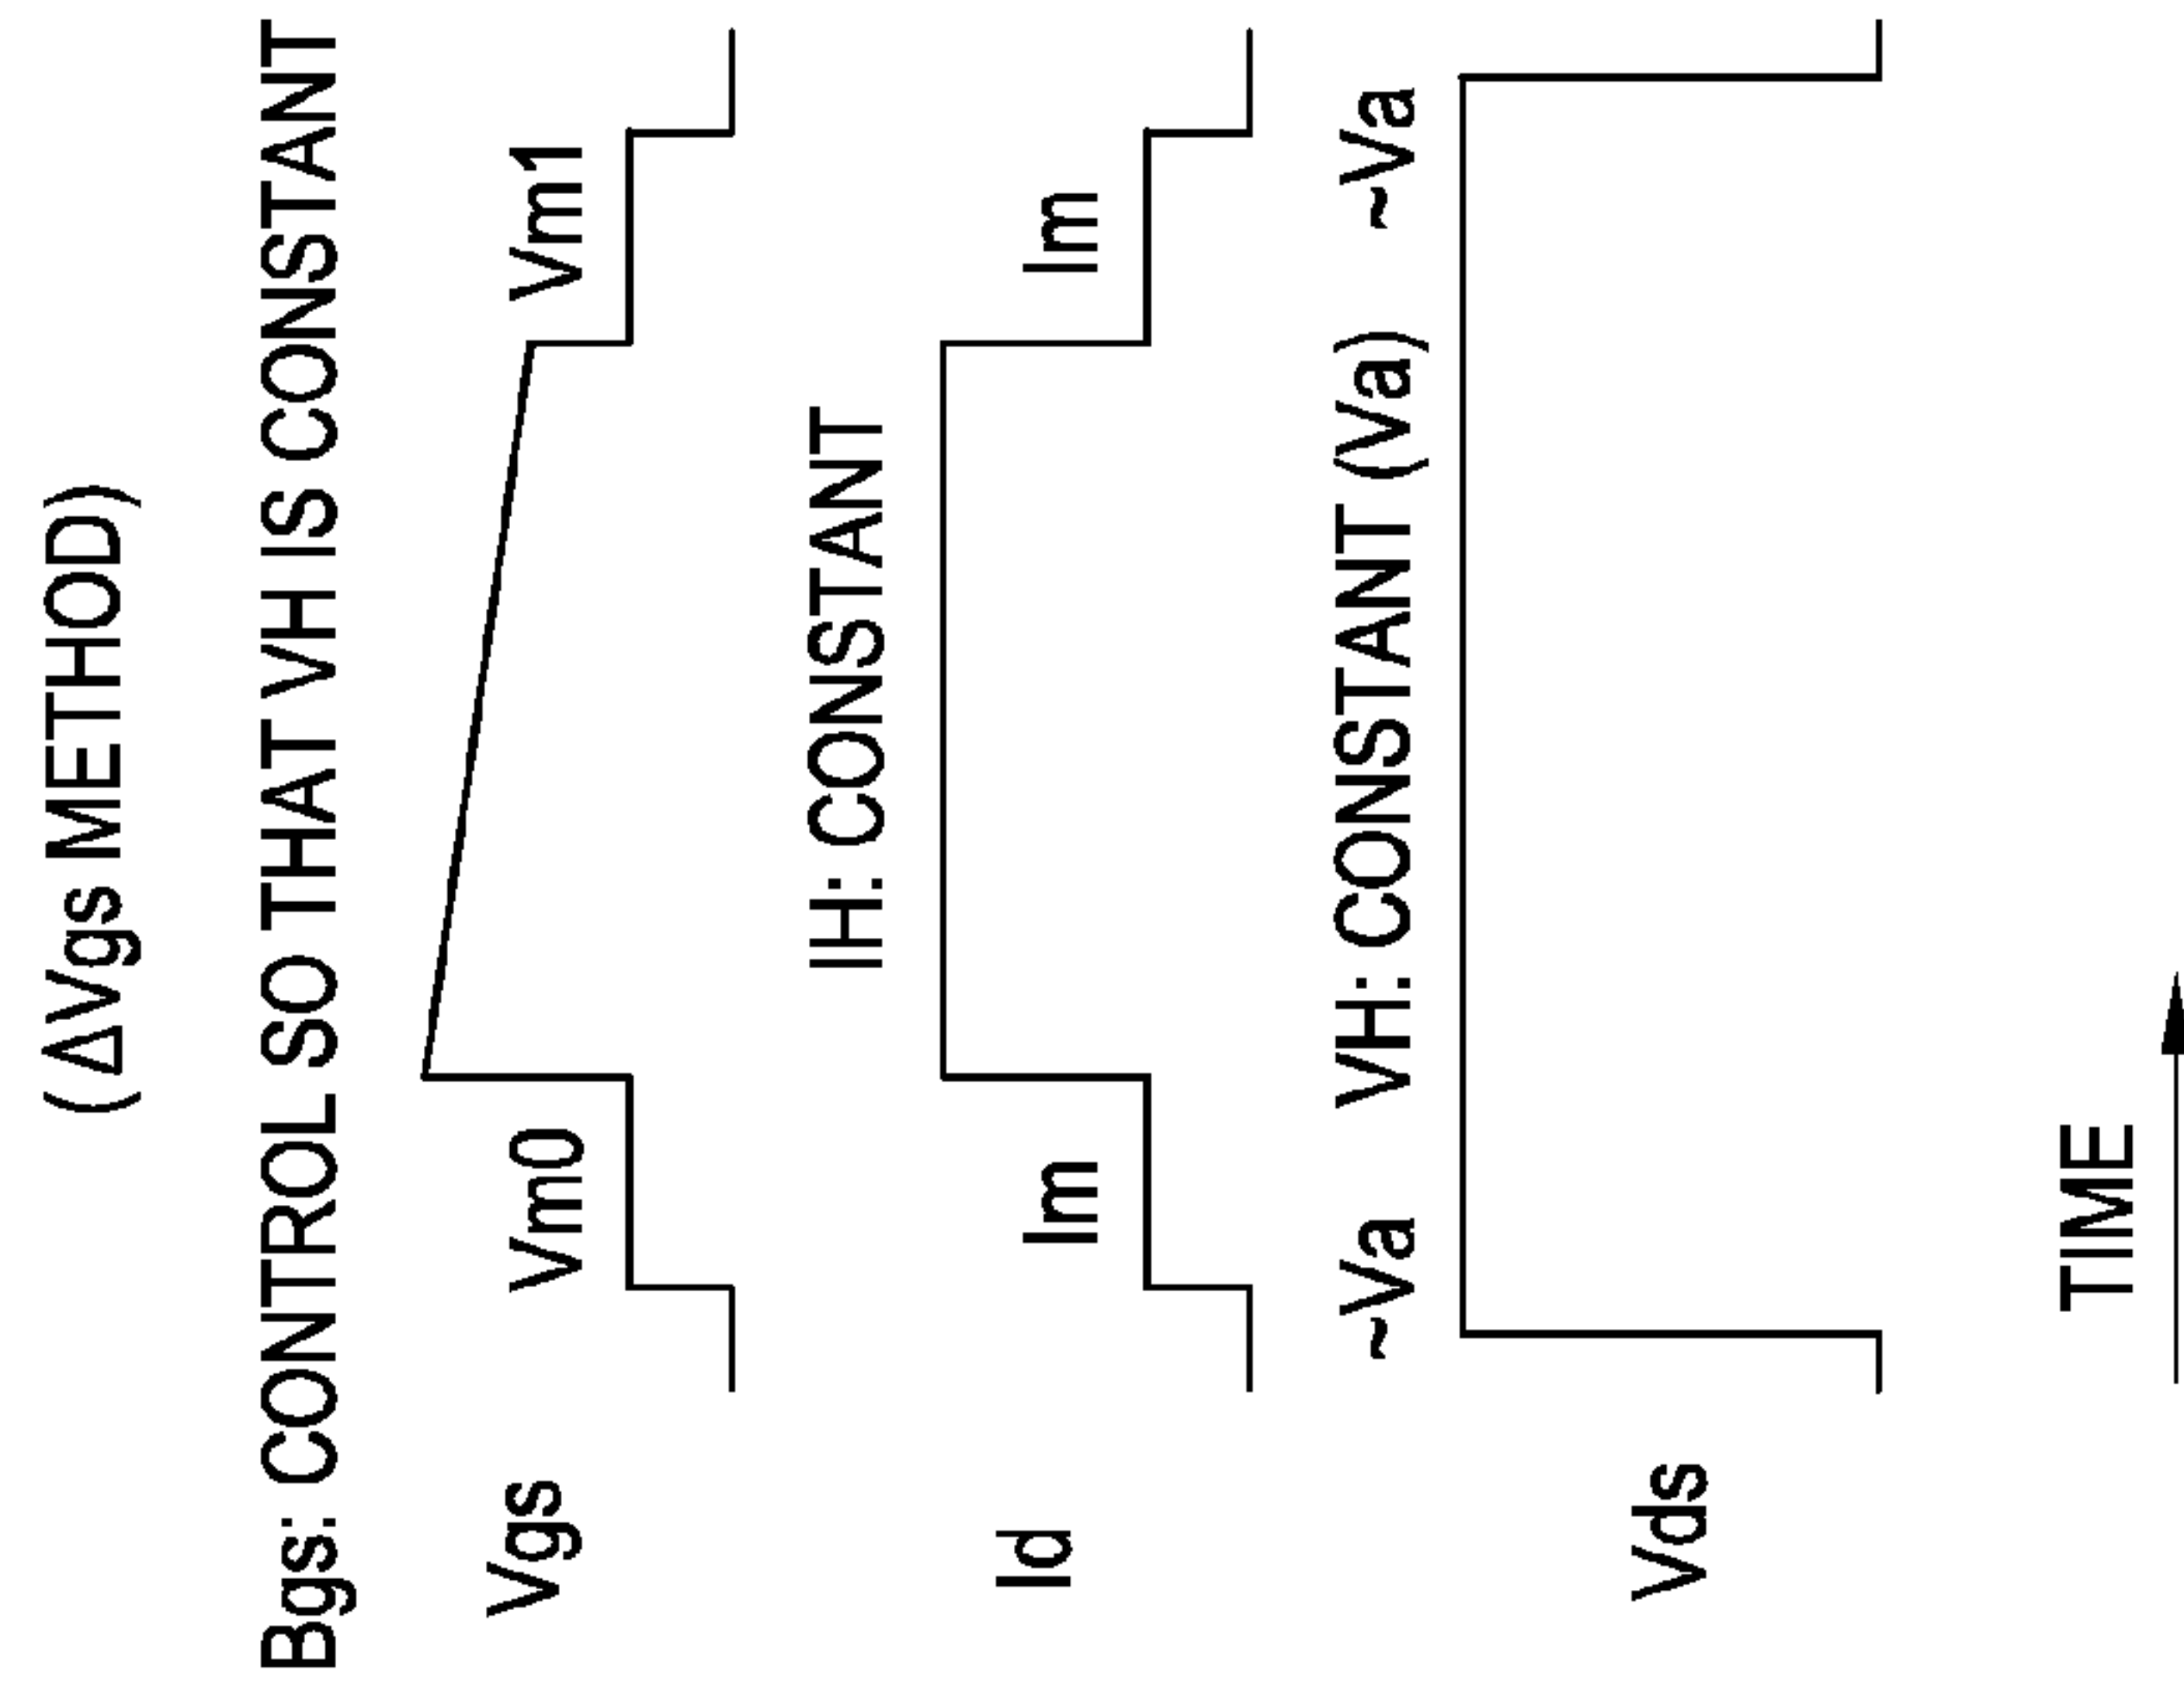 (ΔVgs METHOD)
Bgs: CONTROL SO THAT VH IS CONSTANT
Vgs
Vm0
Vm1
IH: CONSTANT
Id
Im
Im
~Va
VH: CONSTANT (Va)
~Va
Vds
TIME